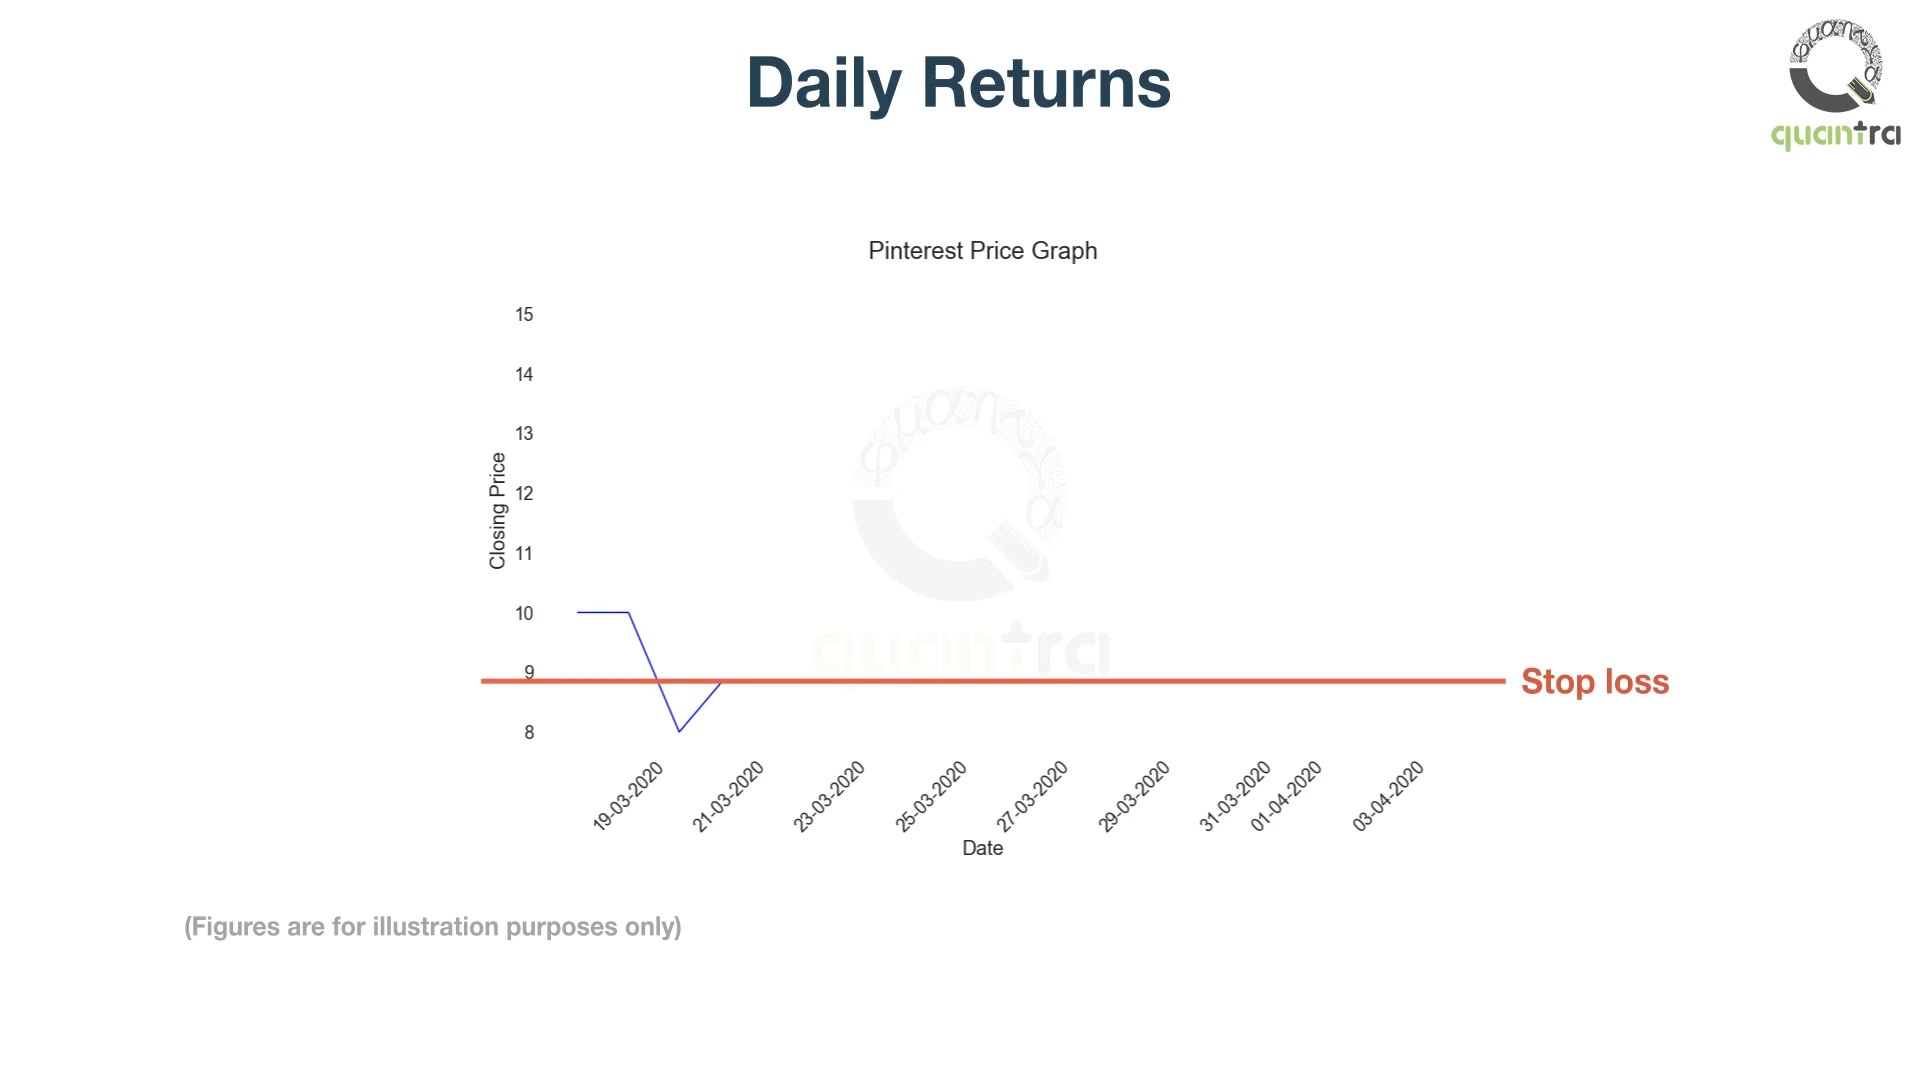 Daily Returns
quantra
Pinterest Price Graph
15
14
13
12
11
10
9
8
Closing Price
quantra
Stop loss
19-03-2020
21-03-2020
23-03-2020
25-03-2020
27-03-2020
29-03-2020
31-03-2020
01-04-2020
03-04-2020
Date
(Figures are for illustration purposes only)